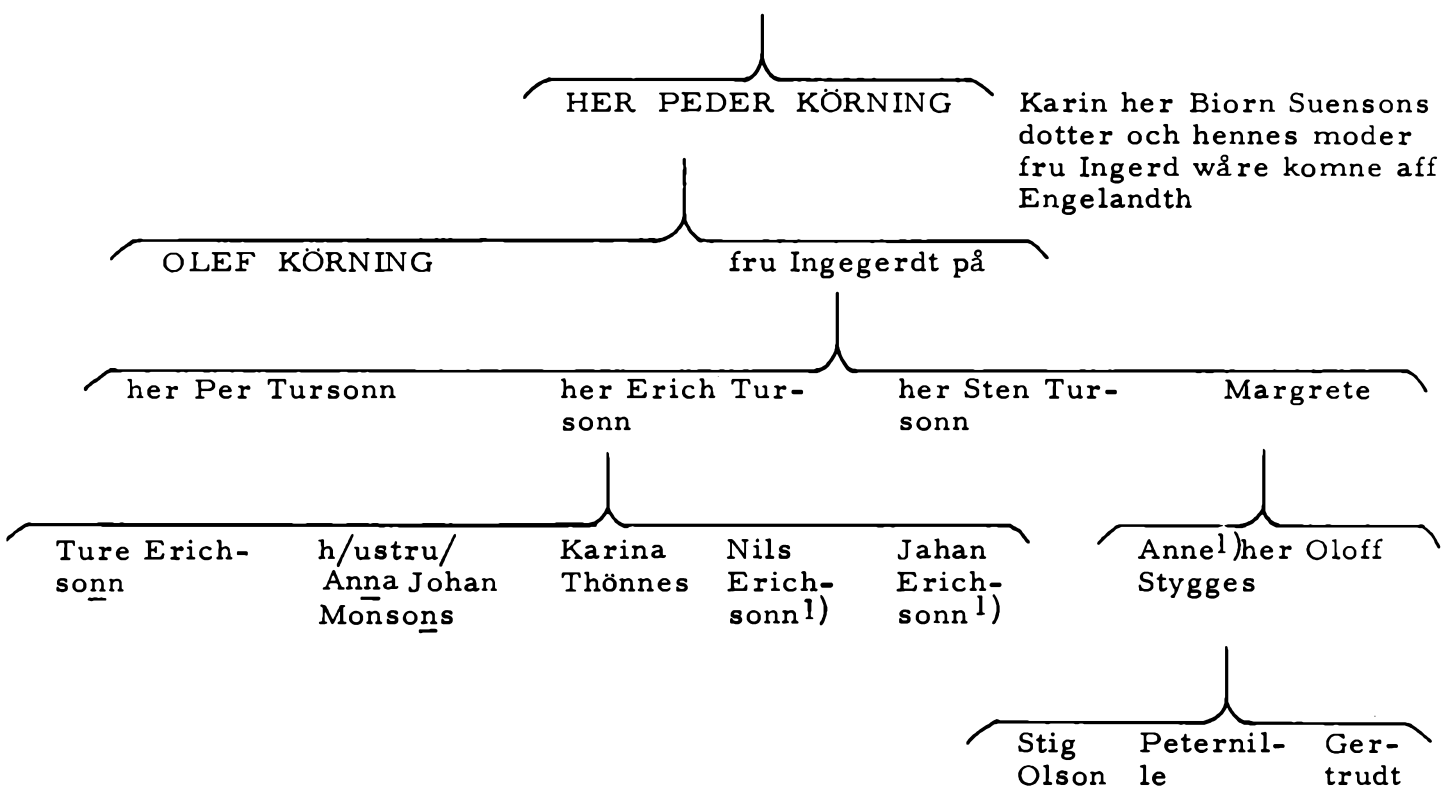 HER PEDER KÖRNING
Karin her Biorn Suensons
dotter och hennes moder
fru Ingerd wåre komne aff
Engelandth
OLEF KÖRNING
fru Ingegerdt på
her Per Tursonn
her Erich Tur-
sonn
her Sten Tur-
sonn
Margrete
Ture Erich-
sonn
h/ustru/
Anna Johan
Monsons
Karina
Thönnes
Nils
Erich-
sonn1)
Jahan
Erich-
sonn1)
Anne1)her Oloff
Stygges
Stig
Olson
Peternil-
le
Ger-
trudt